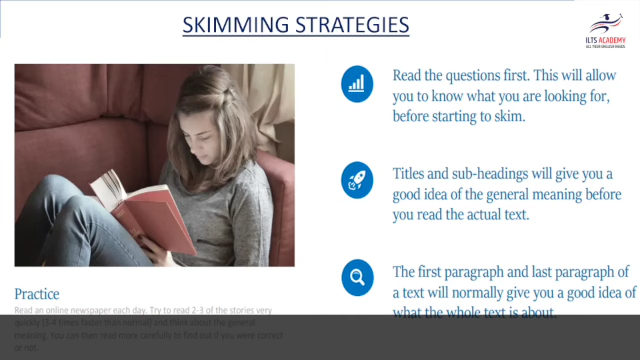 SKIMMING STRATEGIES
ILTS ACADEMY
ALL YOUR ENGLISH NEEDS
Read the questions first. This will allow
you to know what you are looking for,
before starting to skim.
Titles and sub-headings will give you a
good idea of the general meaning before
you read the actual text.
The first paragraph and last paragraph of
a text will normally give you a good idea of
what the whole text is about.
Practice
Read an online newspaper each day. Try to read 2-3 of the stories very
quickly (3-4 times faster than normal) and think about the general
meaning. You can then read more carefully to find out if you were correct
or not.